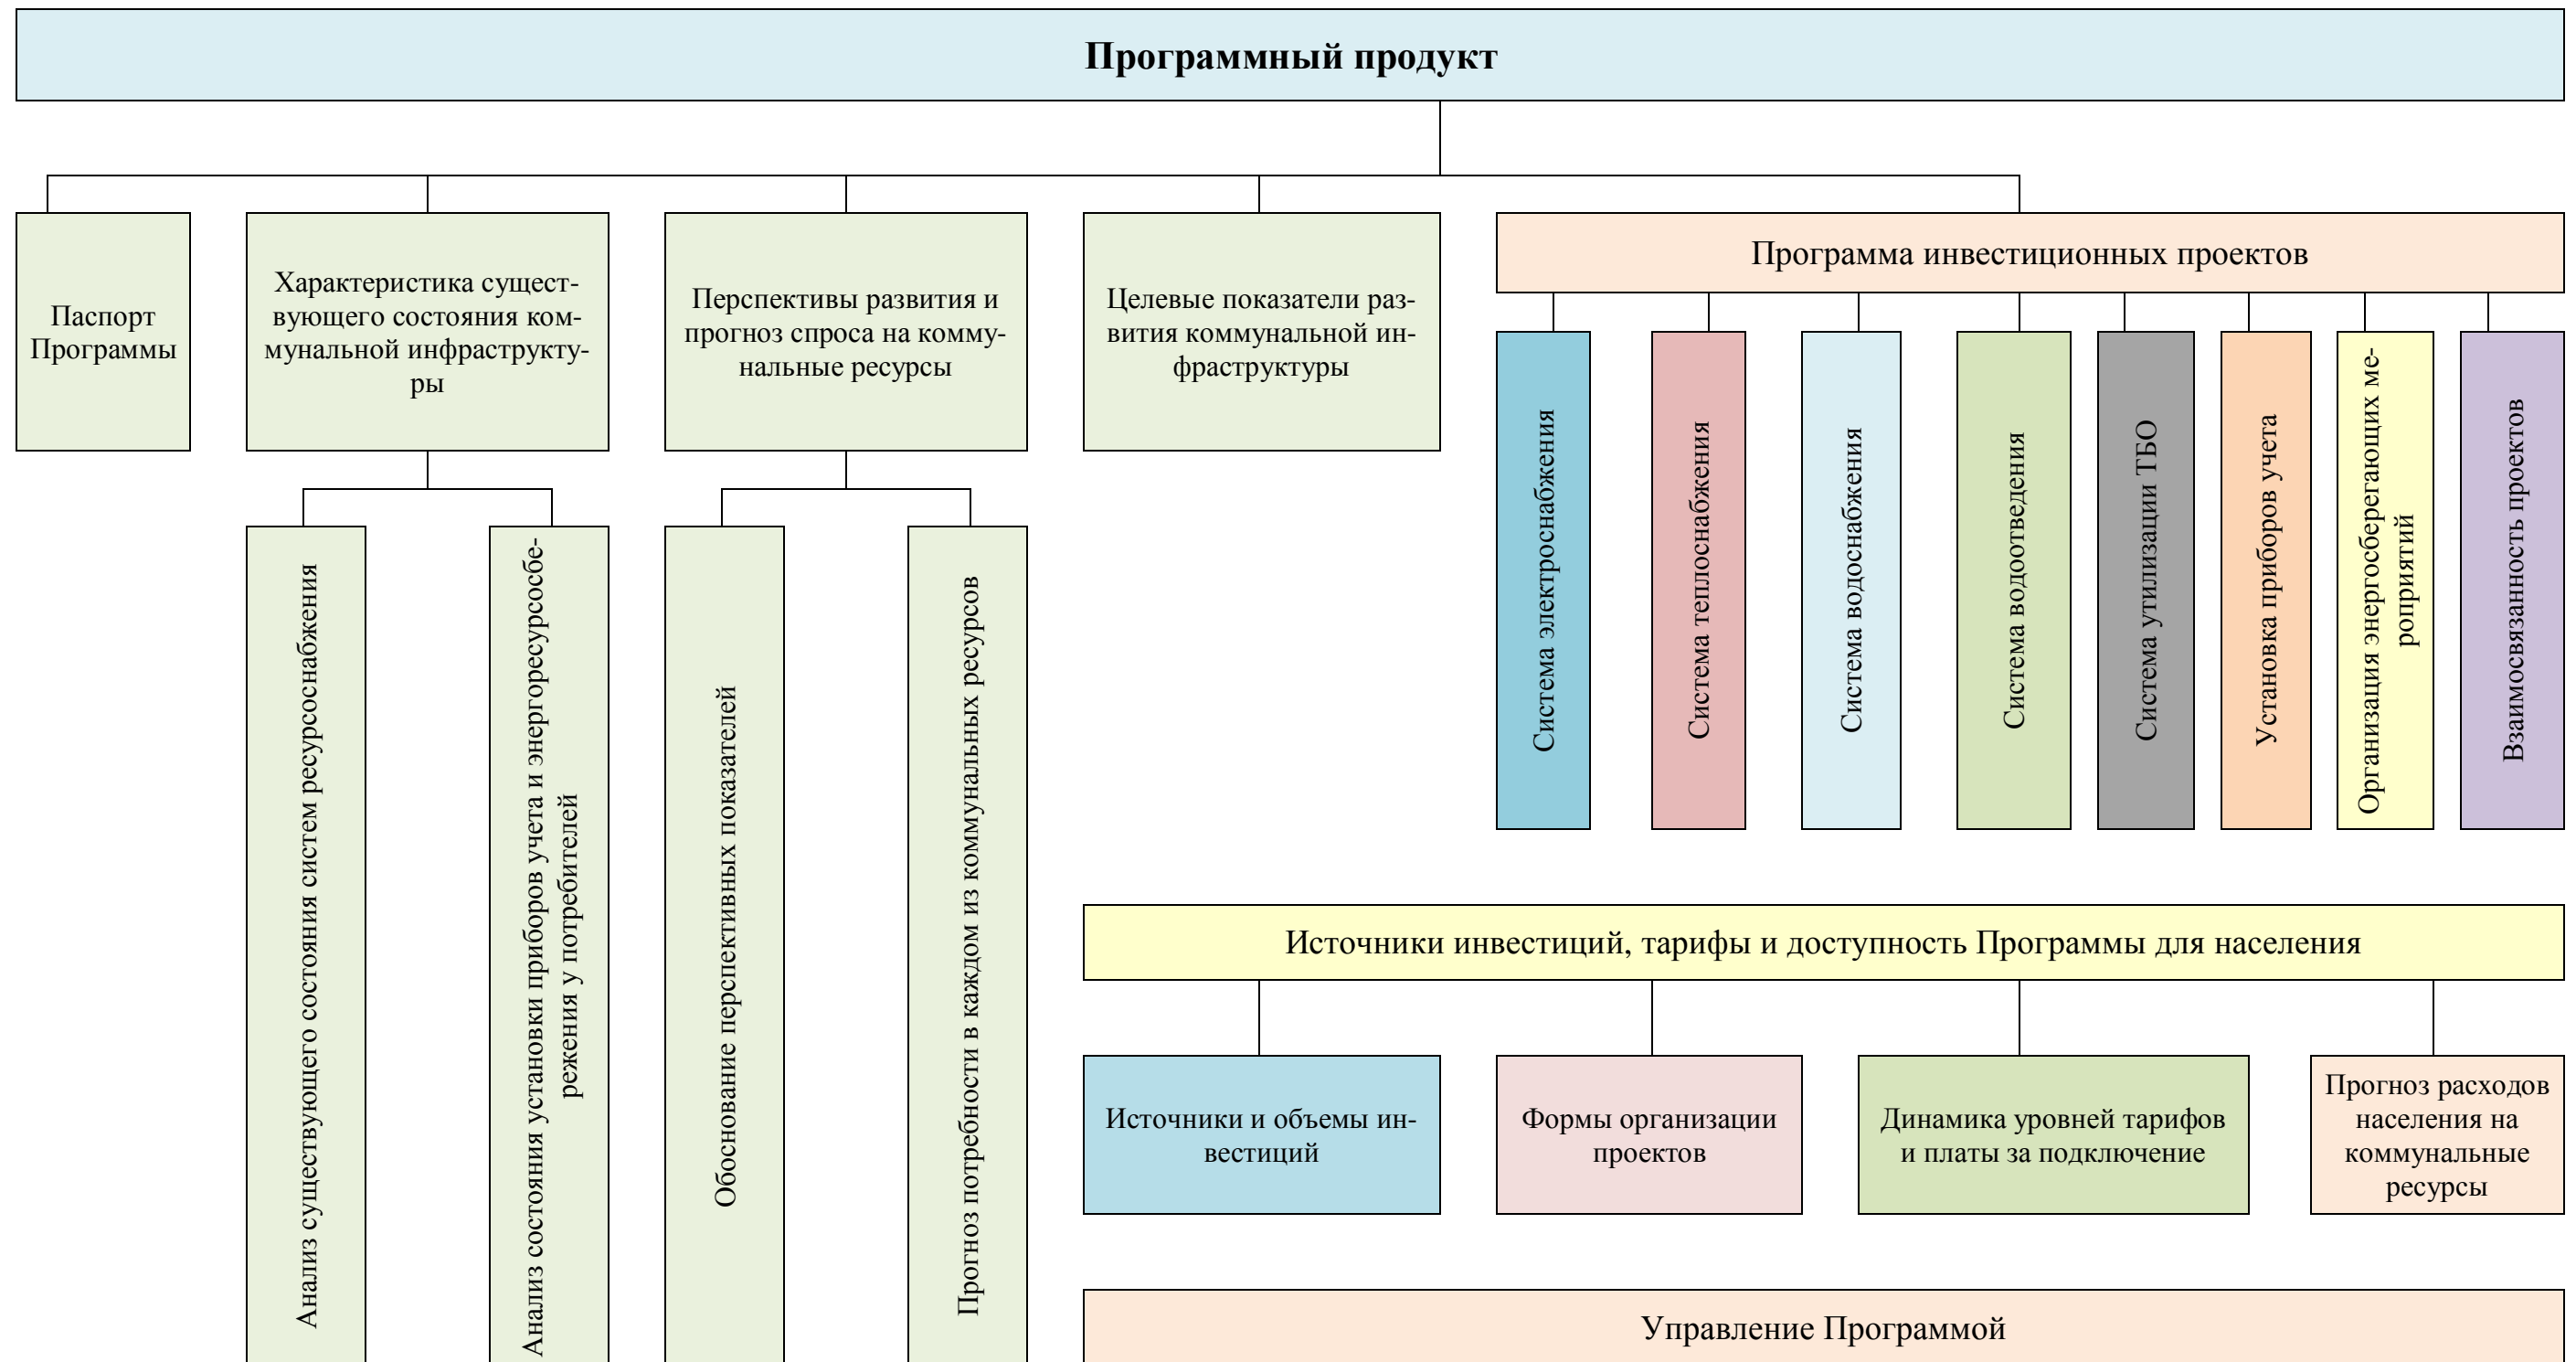 Программный продукт
Паспорт
Программы
Характеристика сущест-
вующего состояния ком-
мунальной инфраструкту-
ры
Перспективы развития и
прогноз спроса на комму-
нальные ресурсы
Целевые показатели раз-
вития коммунальной ин-
фраструктуры
Программа инвестиционных проектов
Система электроснабжения
Система теплоснабжения
Система водоснабжения
Система водоотведения
Система утилизации ТБО
Установка приборов учета
Организация энергосберегающих ме-
роприятий
Взаимосвязанность проектов
Анализ существующего состояния систем ресурсоснабжения
Анализ состояния установки приборов учета и энергоресурсосбе-
режения у потребителей
Обоснование перспективных показателей
Прогноз потребности в каждом из коммунальных ресурсов
Источники инвестиций, тарифы и доступность Программы для населения
Источники и объемы ин-
вестиций
Формы организации
проектов
Динамика уровней тарифов
и платы за подключение
Прогноз расходов
населения на
коммунальные
ресурсы
Управление Программой